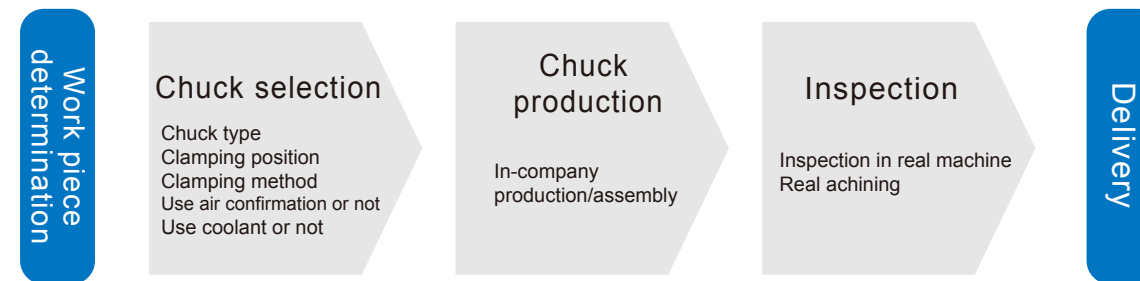 Work piece
determination
Chuck selection
Chuck type
Clamping position
Clamping method
Use air confirmation or not
Use coolant or not
Chuck
production
In-company
production/assembly
Inspection
Inspection in real machine
Real achining
Delivery